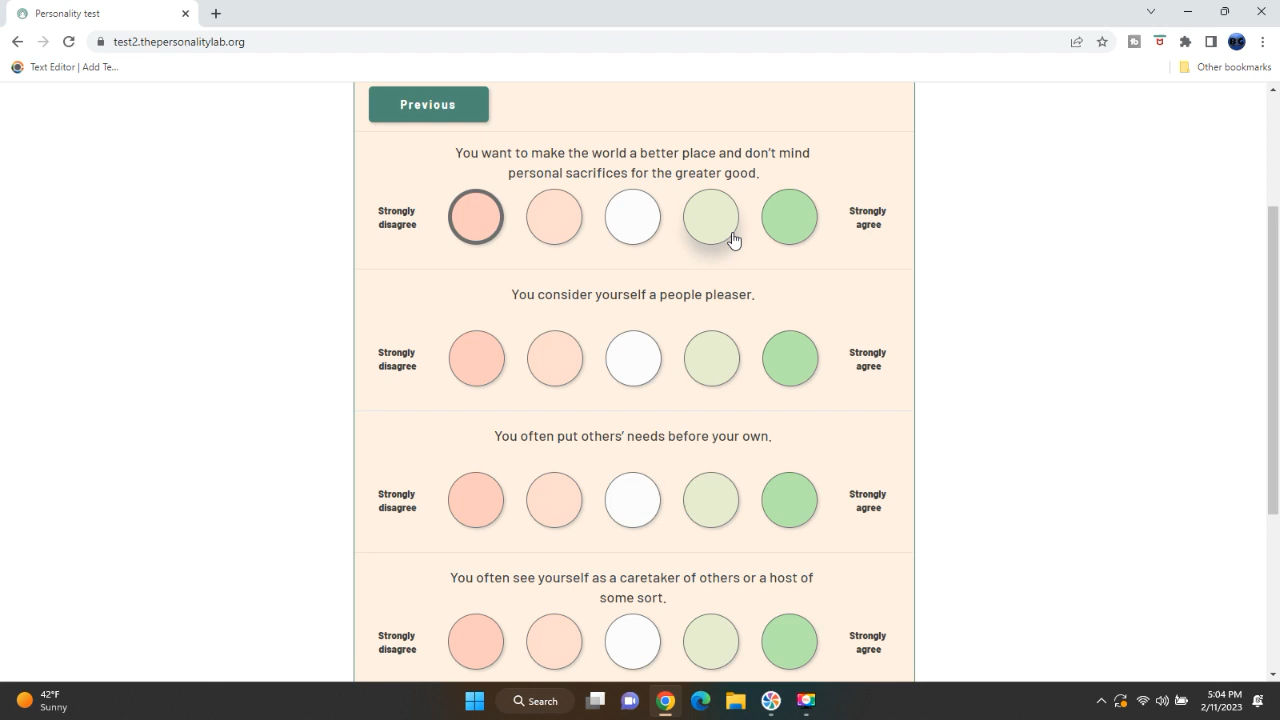 Personality test
test2.thepersonalitylab.org
Text Editor | Add Te...
Other bookmarks
Previous
You want to make the world a better place and don't mind
personal sacrifices for the greater good.
Strongly
disagree
Strongly
agree
You consider yourself a people pleaser.
Strongly
disagree
Strongly
agree
You often put others' needs before your own.
Strongly
disagree
Strongly
agree
You often see yourself as a caretaker of others or a host of
some sort.
Strongly
disagree
Strongly
agree
42°F
Sunny
Search
5:04 PM
2/11/2023